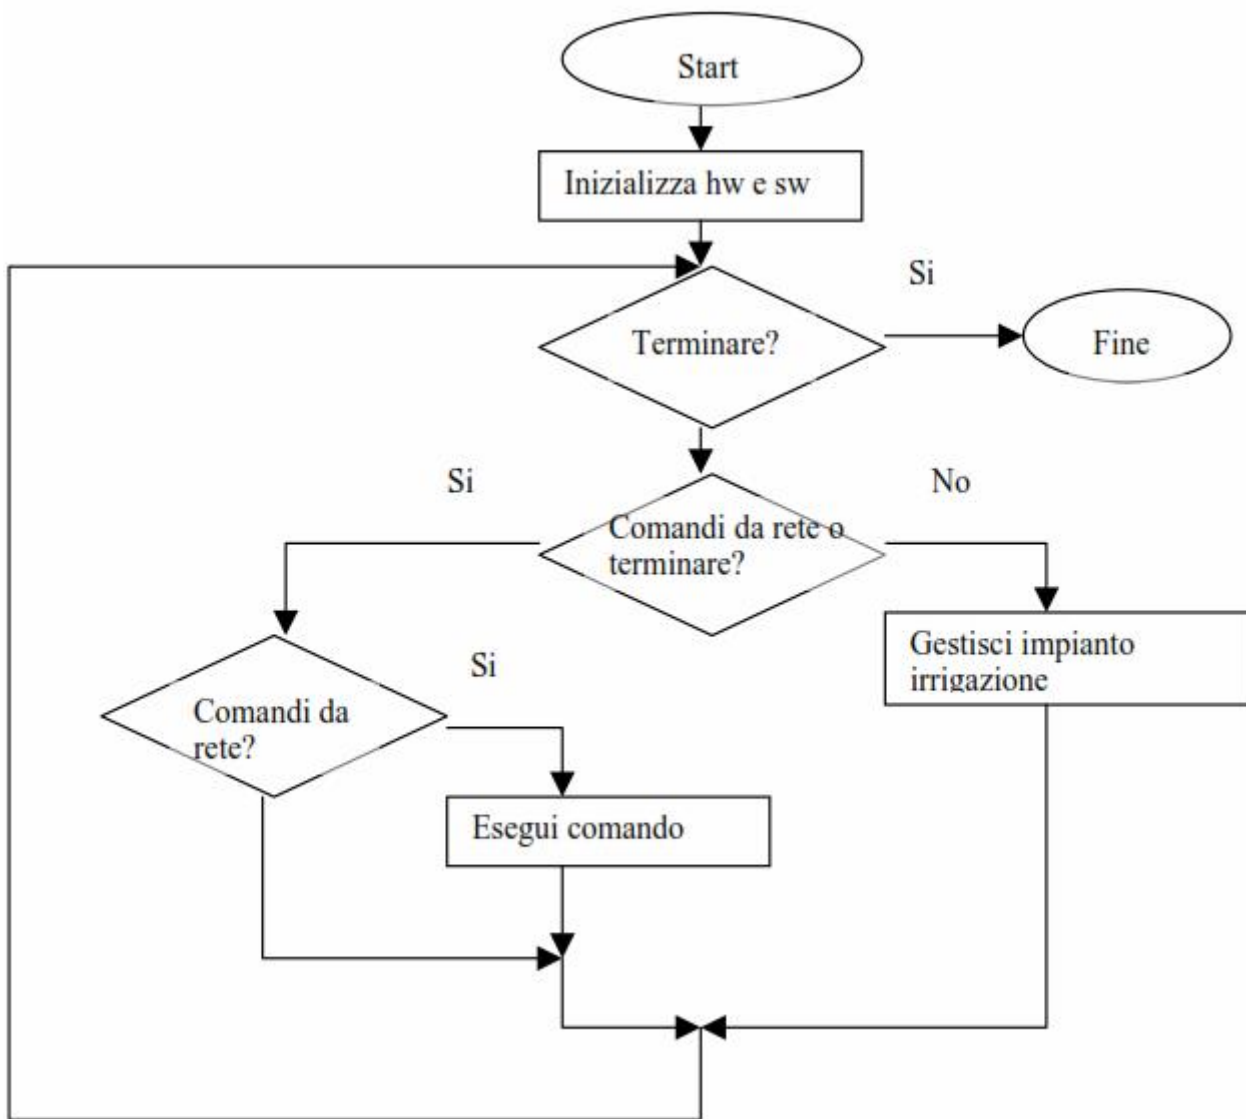 Start
Inizializza hw e sw
Si
Terminare?
Fine
Si
No
Comandi da rete o
terminare?
Gestisci impianto
irrigazione
Si
Comandi da
rete?
Esegui comando